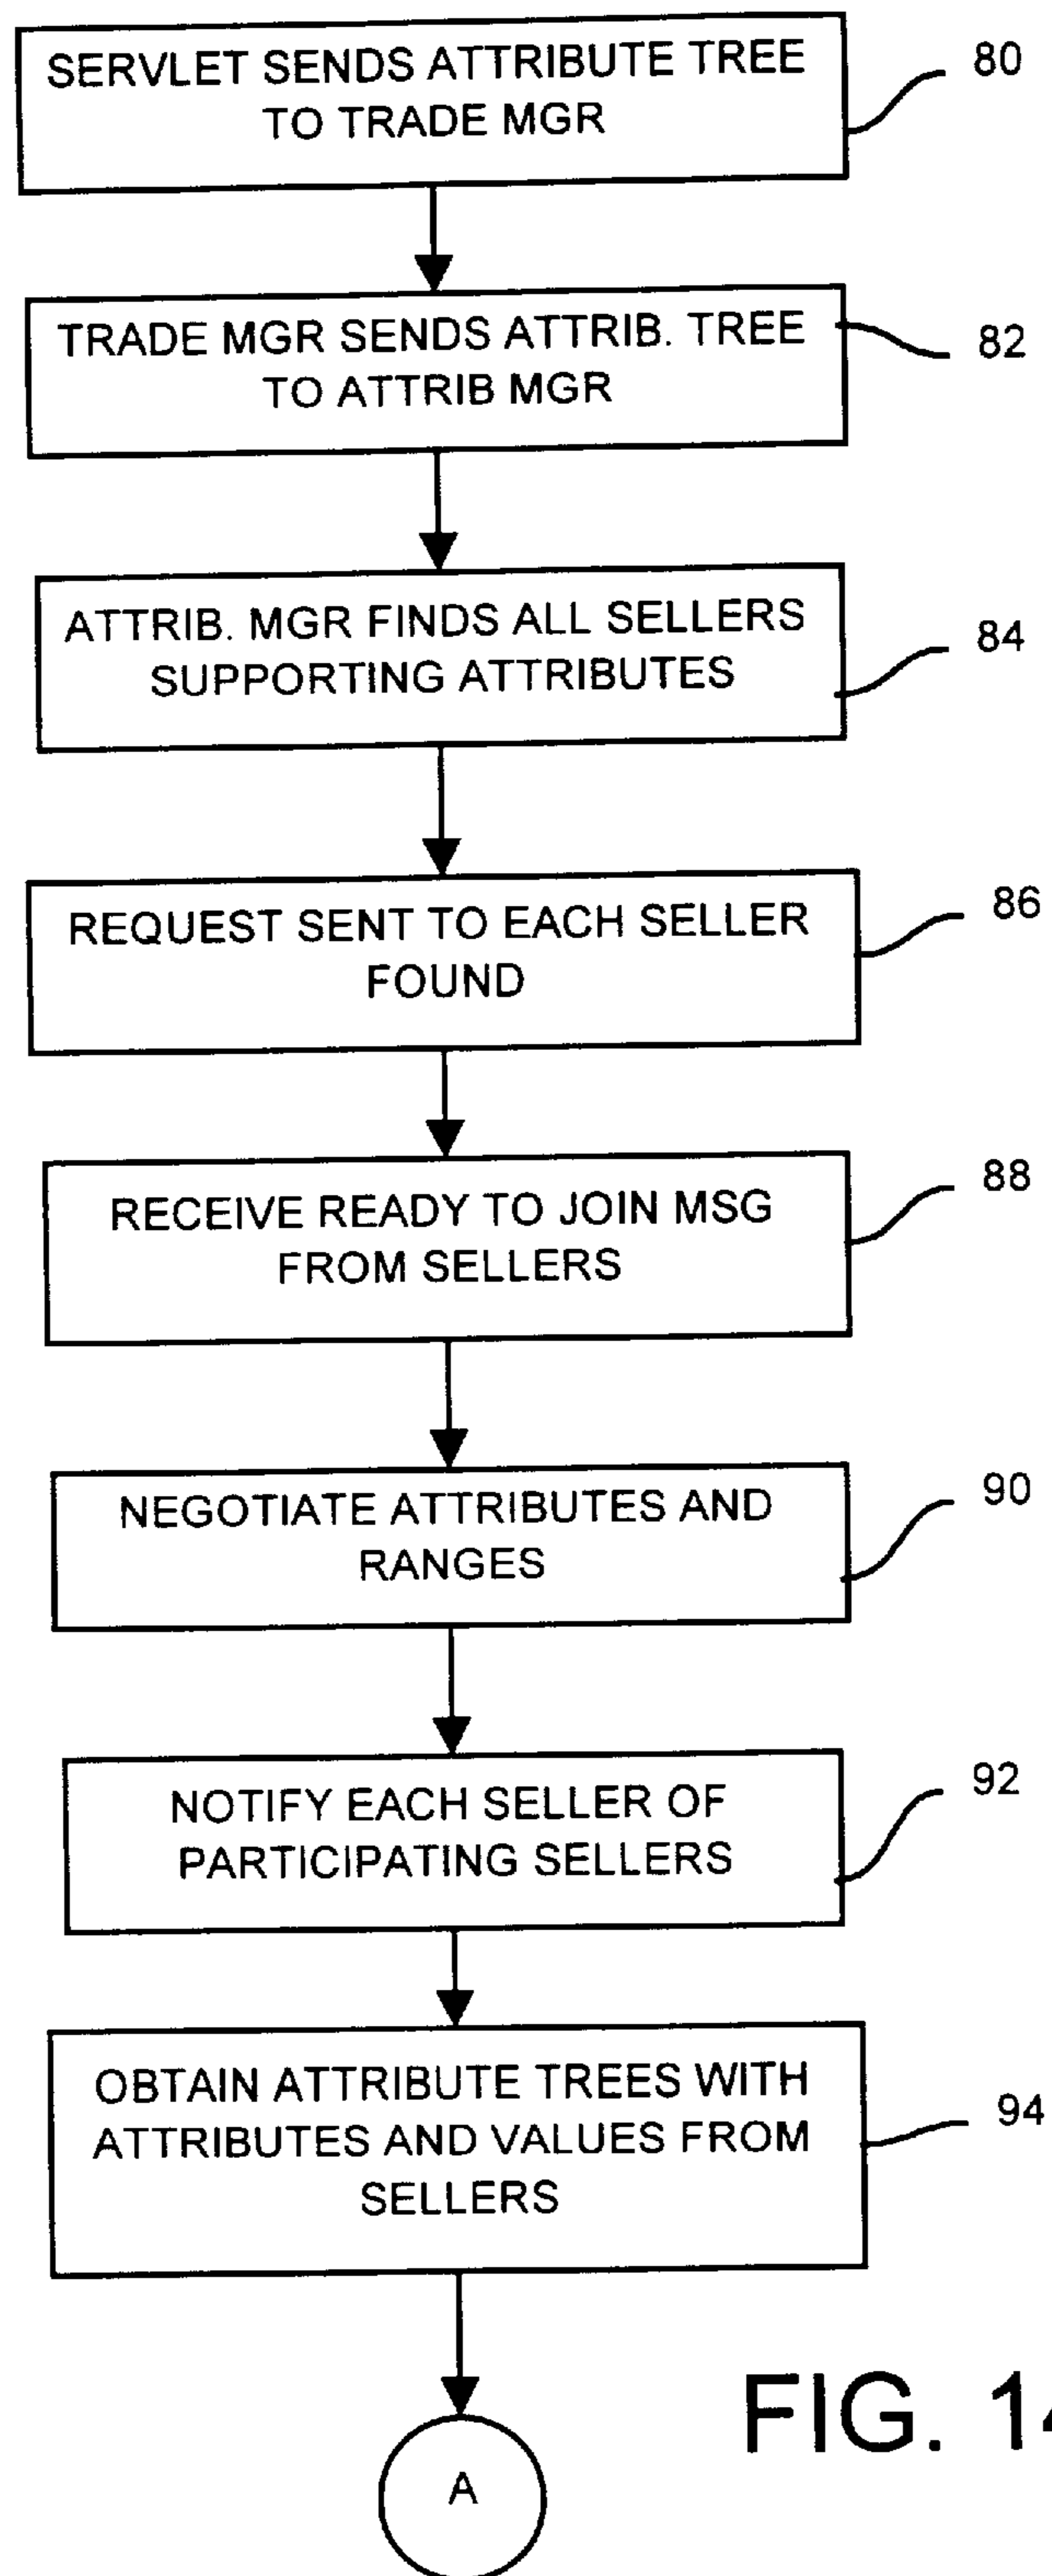 SERVLET SENDS ATTRIBUTE TREE
TO TRADE MGR
80
TRADE MGR SENDS ATTRIB. TREE
TO ATTRIB MGR
82
ATTRIB. MGR FINDS ALL SELLERS
SUPPORTING ATTRIBUTES
84
REQUEST SENT TO EACH SELLER
FOUND
86
RECEIVE READY TO JOIN MSG
FROM SELLERS
88
NEGOTIATE ATTRIBUTES AND
RANGES
90
NOTIFY EACH SELLER OF
PARTICIPATING SELLERS
92
OBTAIN ATTRIBUTE TREES WITH
ATTRIBUTES AND VALUES FROM
SELLERS
94
A
FIG.